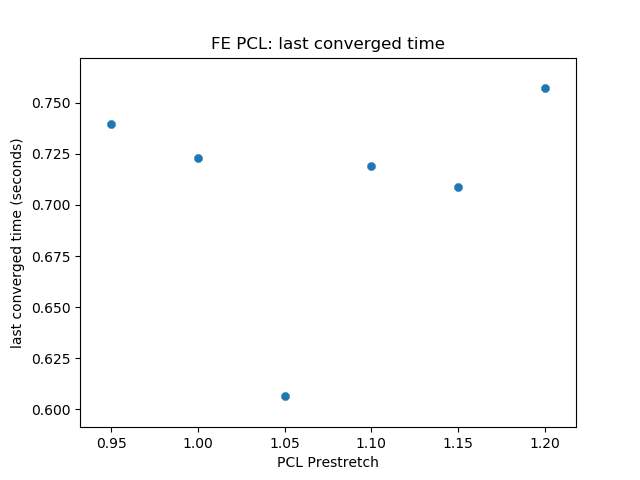 FE PCL: last converged time
last converged time (seconds)
0.750
0.725
0.700
0.675
0.650
0.625
0.600
0.95 1.00 1.05 1.10 1.15 1.20
PCL Prestretch